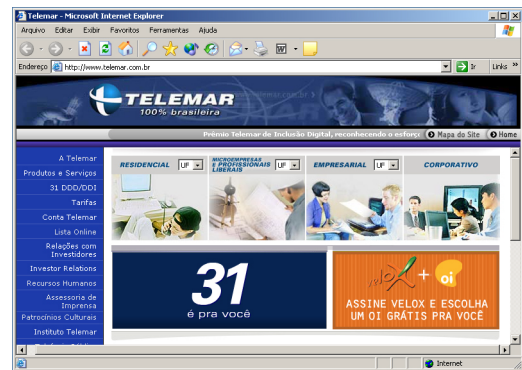 Telemar - Microsoft Internet Explorer
Arquivo Editar Exibir Favoritos Ferramentas Ajuda
Endereço http://www.telemar.com.br Ir Links »
TELEMAR
100% brasileira
Prêmio Telemar de Inclusão Digital, reconhecendo o esforç Mapa do Site Home
A Telemar
Produtos e Serviços
31 DDD/DDI
Tarifas
Conta Telemar
Lista Online
Relações com
Investidores
Investor Relations
Recursos Humanos
Assessoria de
Imprensa
Patrocínios Culturais
Instituto Telemar
RESIDENCIAL UF
MICROEMPRESAS
E PROFISSIONAIS UF
LIBERAIS
EMPRESARIAL UF
CORPORATIVO
31
é pra você
velox + oi
ASSINE VELOX E ESCOLHA
UM OI GRÁTIS PRA VOCÊ
Internet